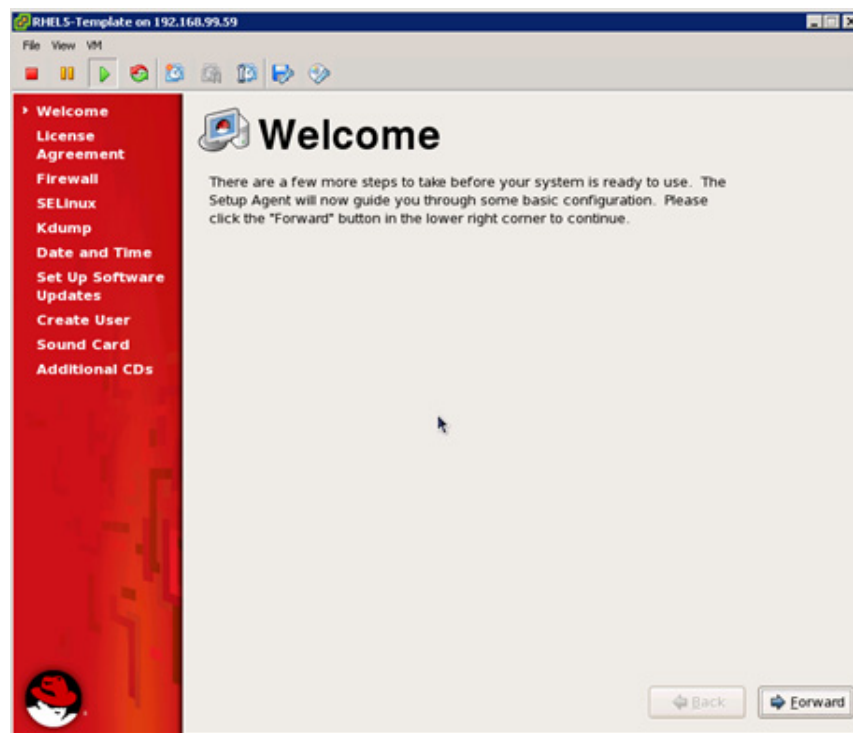 RHEL5-Template on 192.168.99.59
File View VM
Welcome
License
Agreement
Firewall
SELinux
Kdump
Date and Time
Set Up Software
Updates
Create User
Sound Card
Additional CDs
Welcome
There are a few more steps to take before your system is ready to use. The
Setup Agent will now guide you through some basic configuration. Please
click the "Forward" button in the lower right corner to continue.
Back
Forward